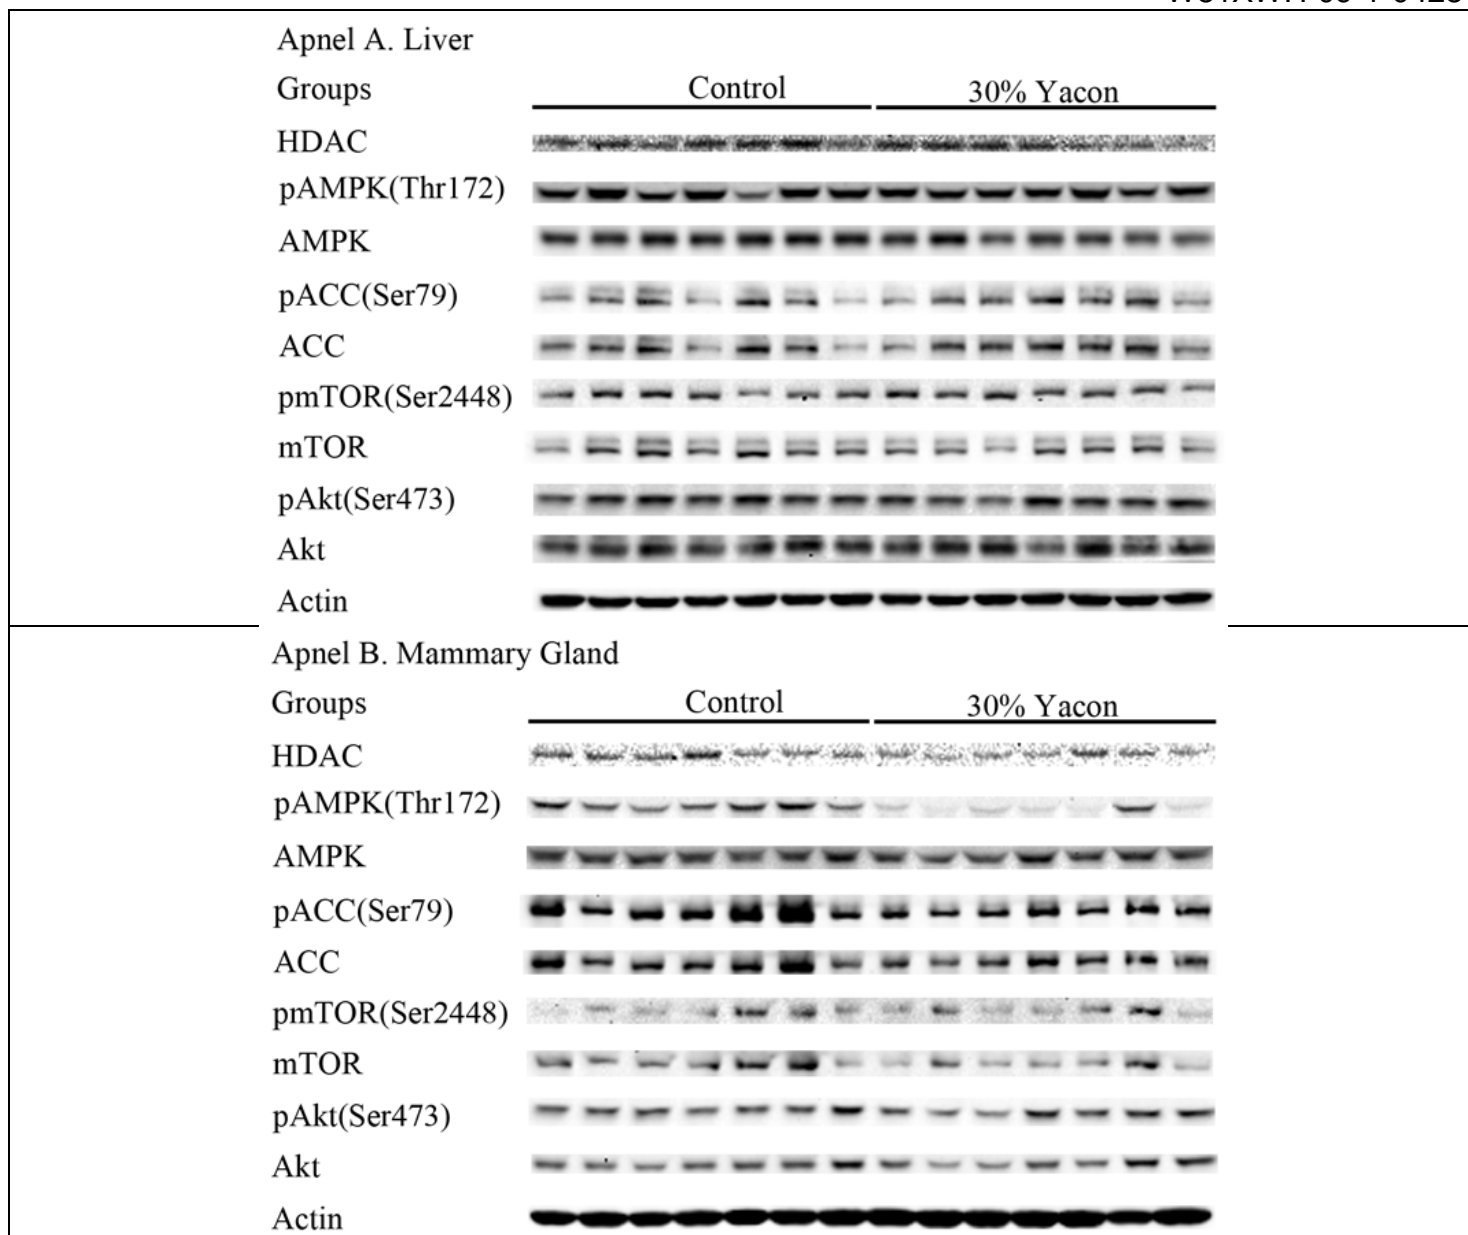 Apnel A. Liver
Groups Control 30% Yacon
HDAC
pAMPK(Thr172)
AMPK
pACC(Ser79)
ACC
pmTOR(Ser2448)
mTOR
pAkt(Ser473)
Akt
Actin
Apnel B. Mammary Gland
Groups Control 30% Yacon
HDAC
pAMPK(Thr172)
AMPK
pACC(Ser79)
ACC
pmTOR(Ser2448)
mTOR
pAkt(Ser473)
Akt
Actin